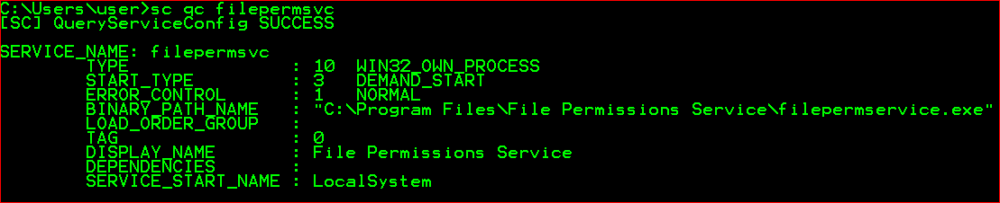 C:\Users\user>sc qc filepermsvc
[SC] QueryServiceConfig SUCCESS
SERVICE_NAME: filepermsvc
        TYPE               : 10  WIN32_OWN_PROCESS
        START_TYPE         : 3   DEMAND_START
        ERROR_CONTROL      : 1   NORMAL
        BINARY_PATH_NAME   : "C:\Program Files\File Permissions Service\filepermservice.exe"
        LOAD_ORDER_GROUP   :
        TAG                : 0
        DISPLAY_NAME       : File Permissions Service
        DEPENDENCIES       :
        SERVICE_START_NAME : LocalSystem